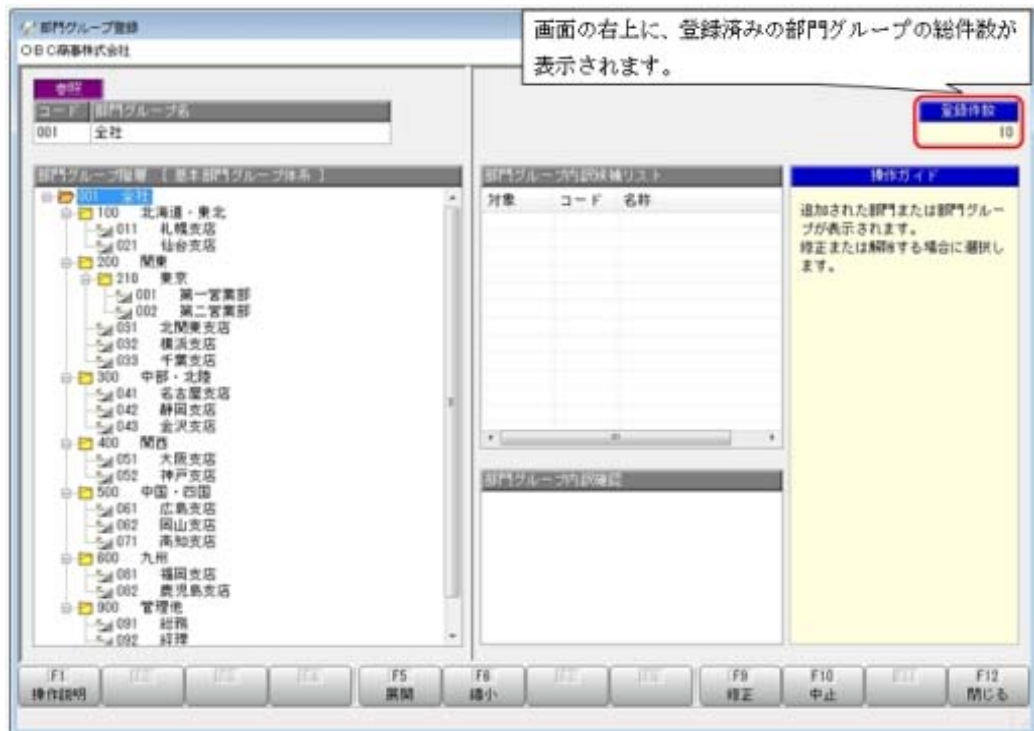 部門グループ登録
OBC商事株式会社
画面の右上に、登録済みの部門グループの総件数が
表示されます。
参照
コード 部門グループ名
001 全社
登録件数
10
部門グループ階層 [ 基本部門グループ体系 ]
001 全社
100 北海道・東北
011 札幌支店
021 仙台支店
200 関東
210 東京
001 第一営業部
002 第二営業部
031 北関東支店
032 横浜支店
033 千葉支店
300 中部・北陸
041 名古屋支店
042 静岡支店
043 金沢支店
400 関西
051 大阪支店
052 神戸支店
500 中国・四国
061 広島支店
062 岡山支店
071 高知支店
600 九州
081 福岡支店
082 鹿児島支店
900 管理他
091 総務
092 経理
部門グループ内訳候補リスト
対象 コード 名称
部門グループ内訳確認
操作ガイド
追加された部門または部門グルー
プが表示されます。
修正または解除する場合に選択し
ます。
F1 F5 F6 F9 F10 F12
操作説明 展開 縮小 修正 中止 閉じる